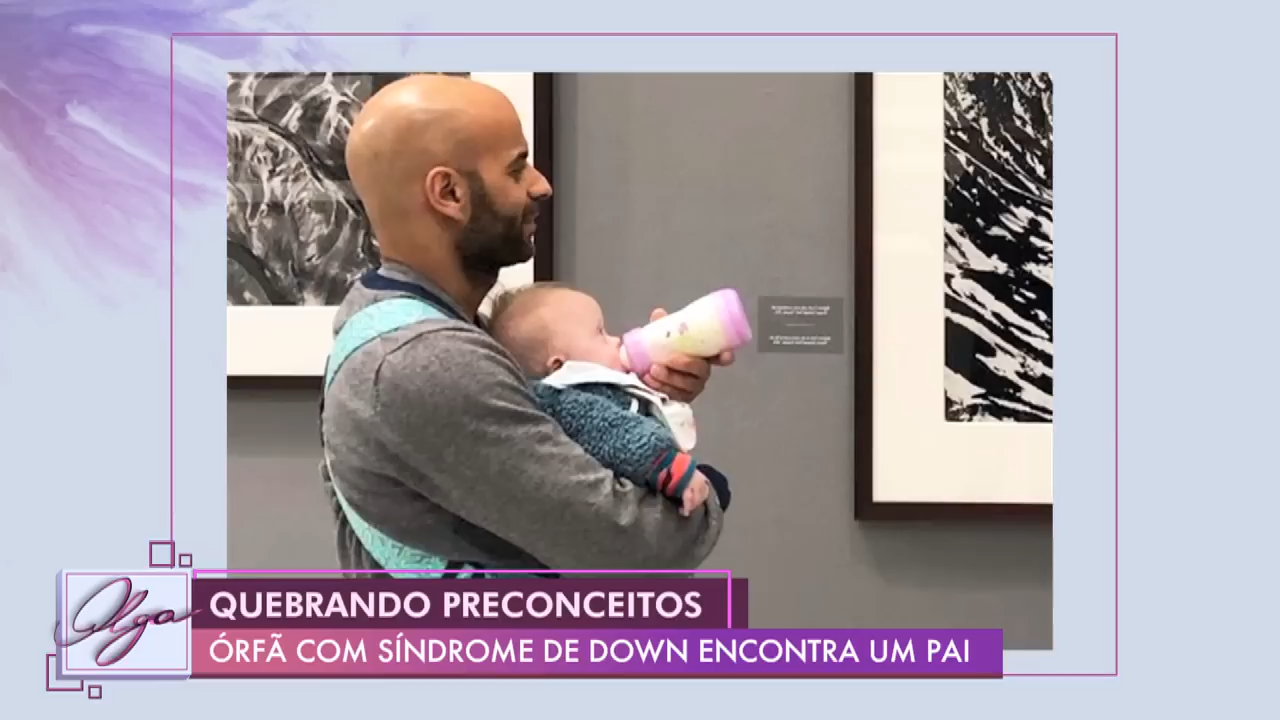 Olga
QUEBRANDO PRECONCEITOS
ÓRFÃ COM SÍNDROME DE DOWN ENCONTRA UM PAI